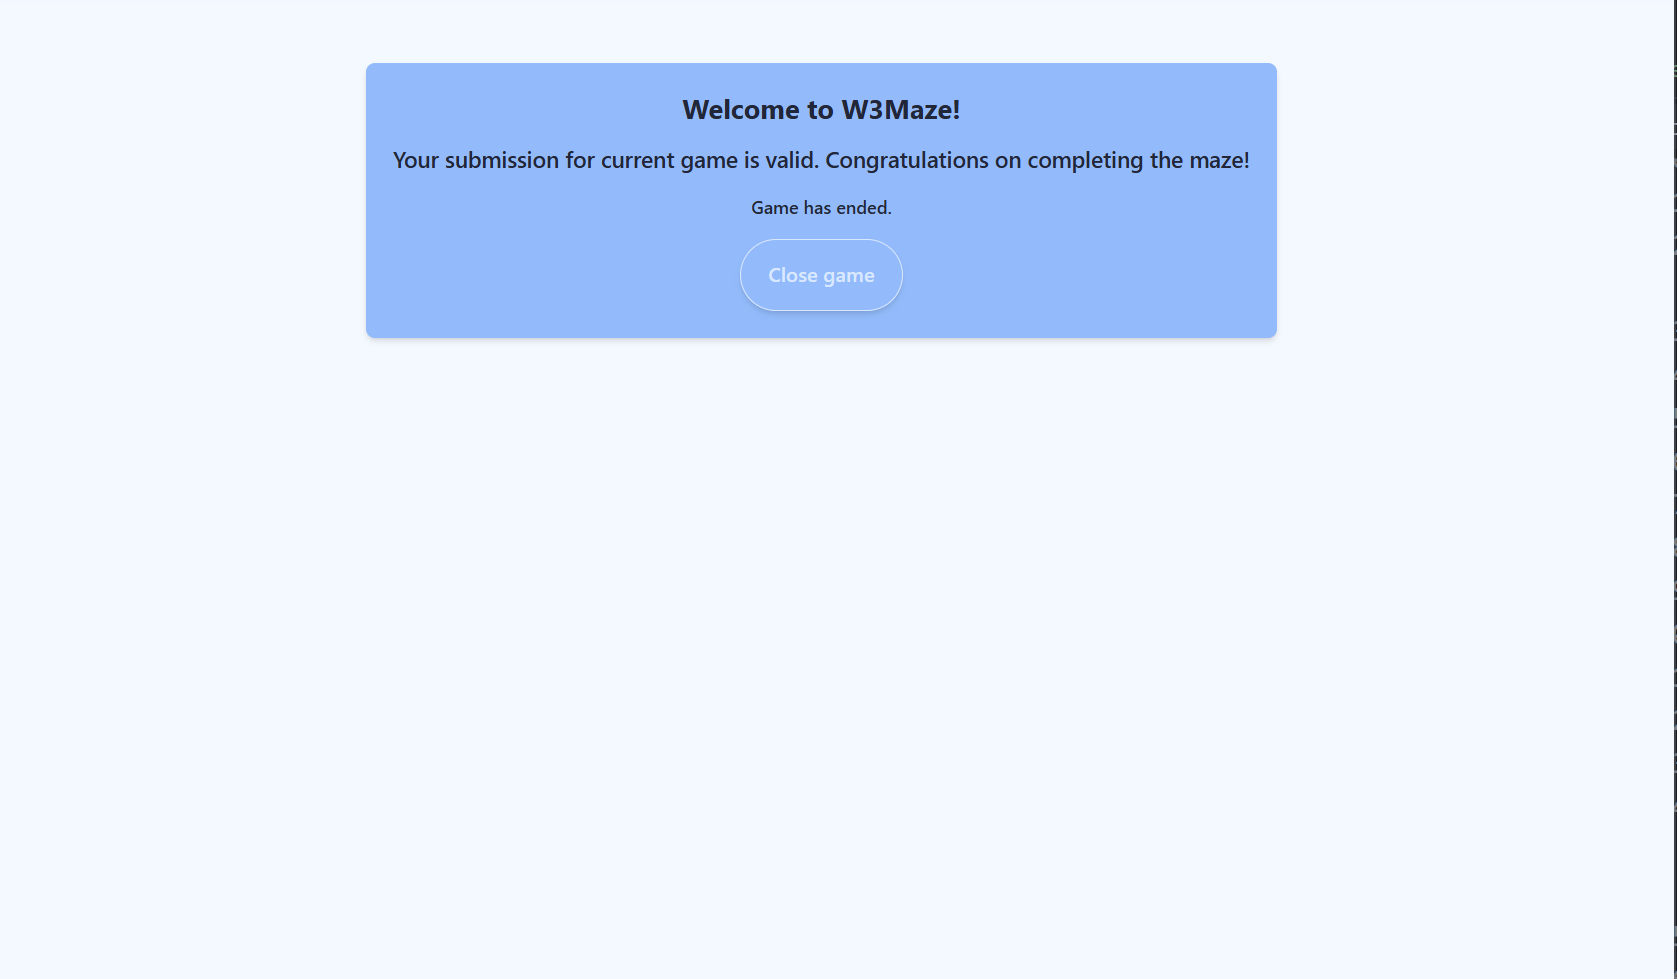 Welcome to W3Maze!
Your submission for current game is valid. Congratulations on completing the maze!
Game has ended.
Close game